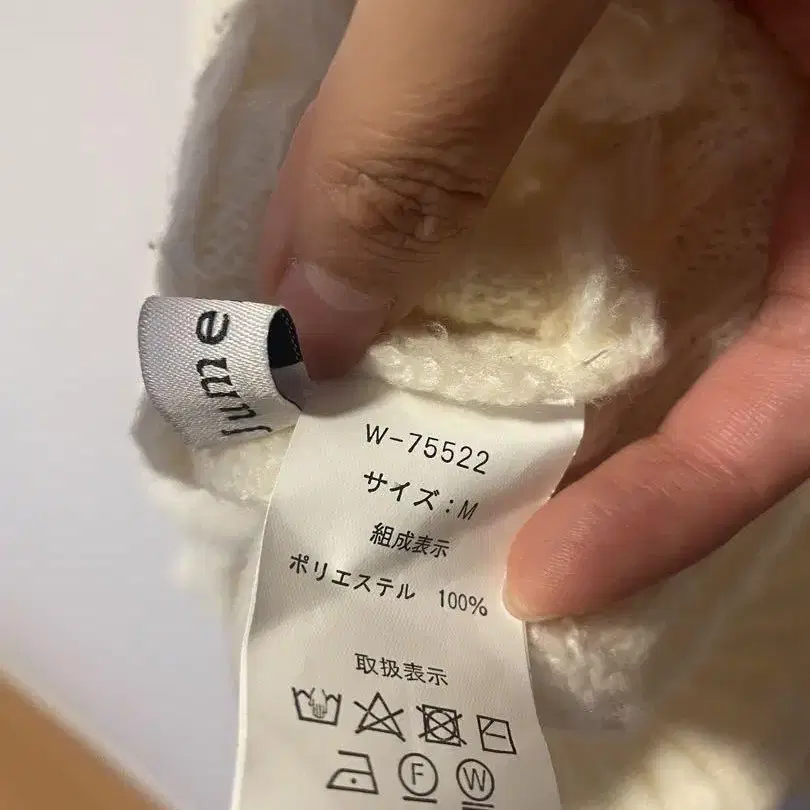 fume
W-75522
サイズ：M
組成表示
ポリエステル 100%
取扱表示
F
W